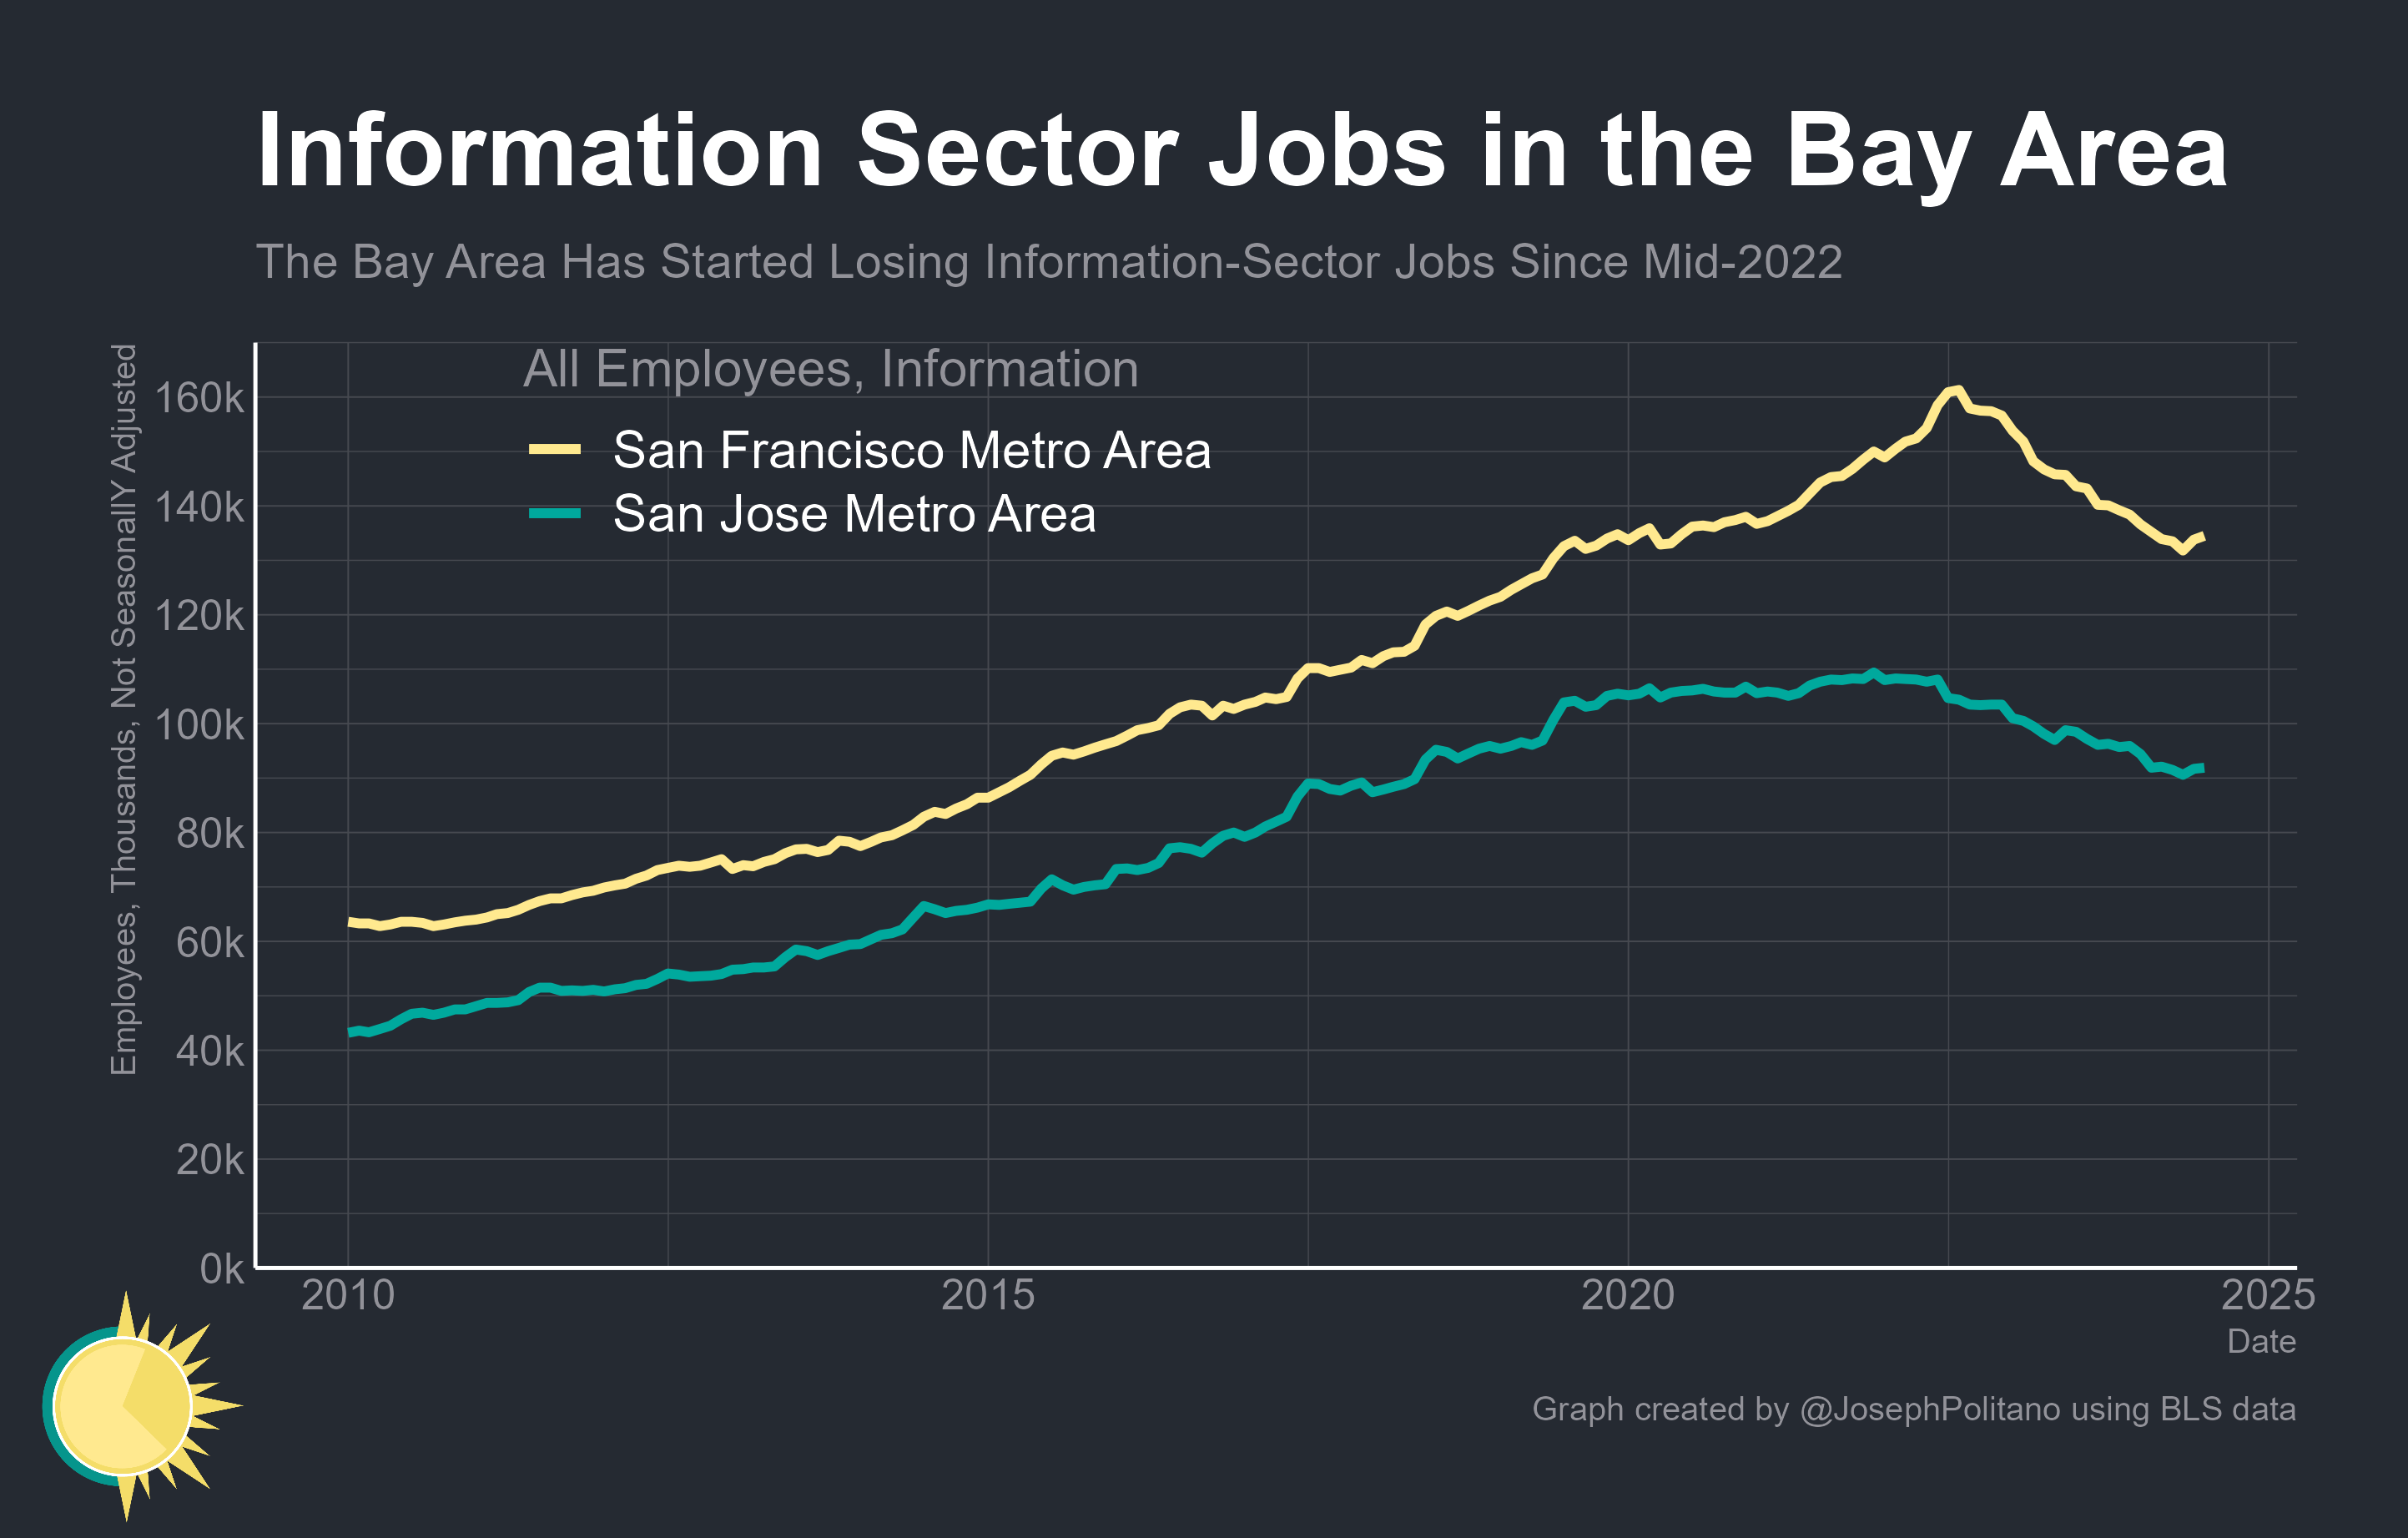 Information Sector Jobs in the Bay Area
The Bay Area Has Started Losing Information-Sector Jobs Since Mid-2022
Employees, Thousands, Not Seasonally Adjusted
All Employees, Information
San Francisco Metro Area
San Jose Metro Area
160k
140k
120k
100k
80k
60k
40k
20k
0k
2010 2015 2020 2025
Date
Graph created by @JosephPolitano using BLS data